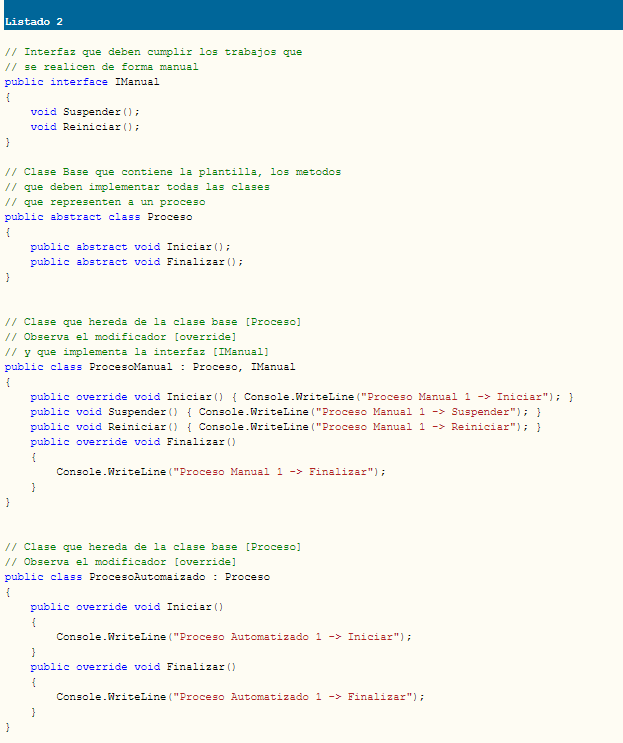 Listado 2
// Interfaz que deben cumplir los trabajos que
// se realicen de forma manual
public interface IManual
{
    void Suspender();
    void Reiniciar();
}
// Clase Base que contiene la plantilla, los metodos
// que deben implementar todas las clases
// que representen a un proceso
public abstract class Proceso
{
    public abstract void Iniciar();
    public abstract void Finalizar();
}
// Clase que hereda de la clase base [Proceso]
// Observa el modificador [override]
// y que implementa la interfaz [IManual]
public class ProcesoManual : Proceso, IManual
{
    public override void Iniciar() { Console.WriteLine("Proceso Manual 1 -> Iniciar"); }
    public void Suspender() { Console.WriteLine("Proceso Manual 1 -> Suspender"); }
    public void Reiniciar() { Console.WriteLine("Proceso Manual 1 -> Reiniciar"); }
    public override void Finalizar()
    {
        Console.WriteLine("Proceso Manual 1 -> Finalizar");
    }
}
// Clase que hereda de la clase base [Proceso]
// Observa el modificador [override]
public class ProcesoAutomaizado : Proceso
{
    public override void Iniciar()
    {
        Console.WriteLine("Proceso Automatizado 1 -> Iniciar");
    }
    public override void Finalizar()
    {
        Console.WriteLine("Proceso Automatizado 1 -> Finalizar");
    }
}